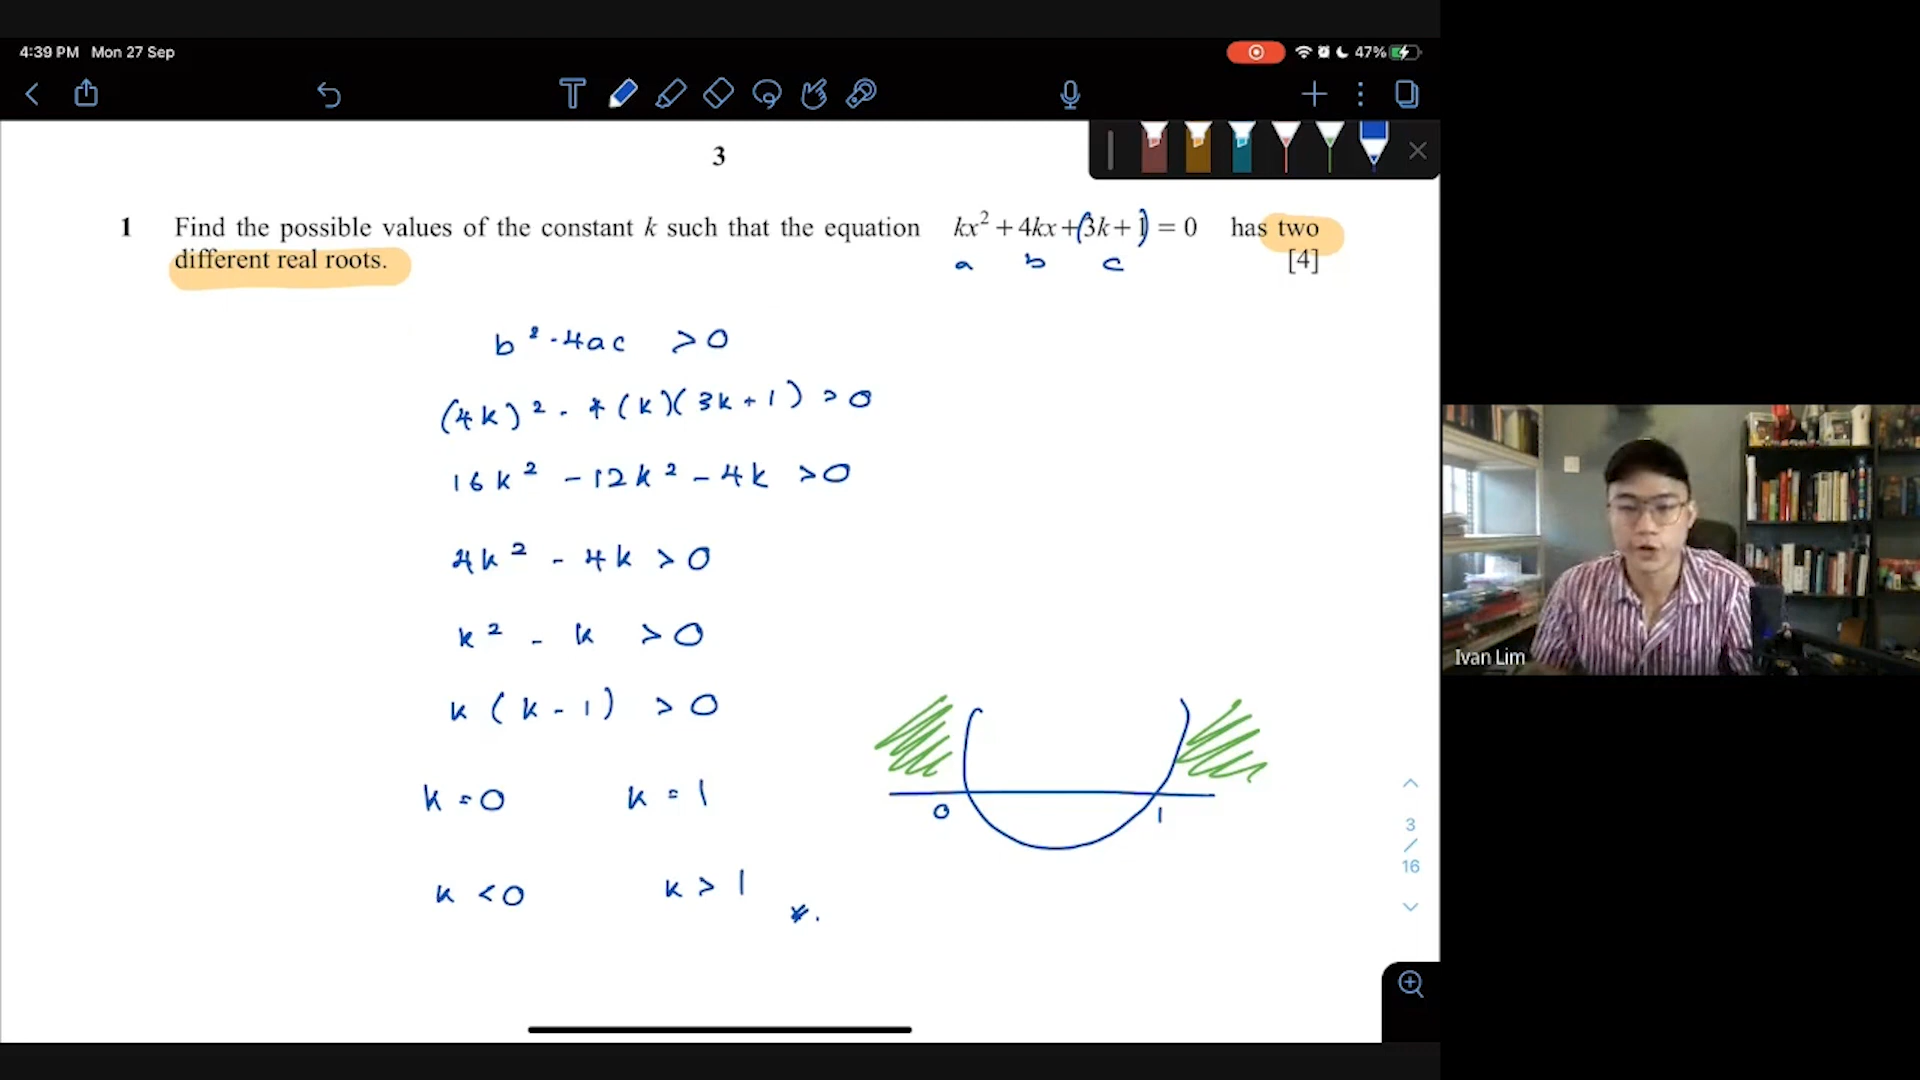 4:39 PM Mon 27 Sep
47%
3
1 Find the possible values of the constant k such that the equation kx² + 4kx + (3k + 1) = 0 has two
different real roots. [4]
a b c
b² - 4ac > 0
(4k)² - 4(k)(3k + 1) > 0
16k² - 12k² - 4k > 0
4k² - 4k > 0
k² - k > 0
k(k - 1) > 0
k = 0 k = 1
0 1
k < 0 k > 1
3
/
16
Ivan Lim